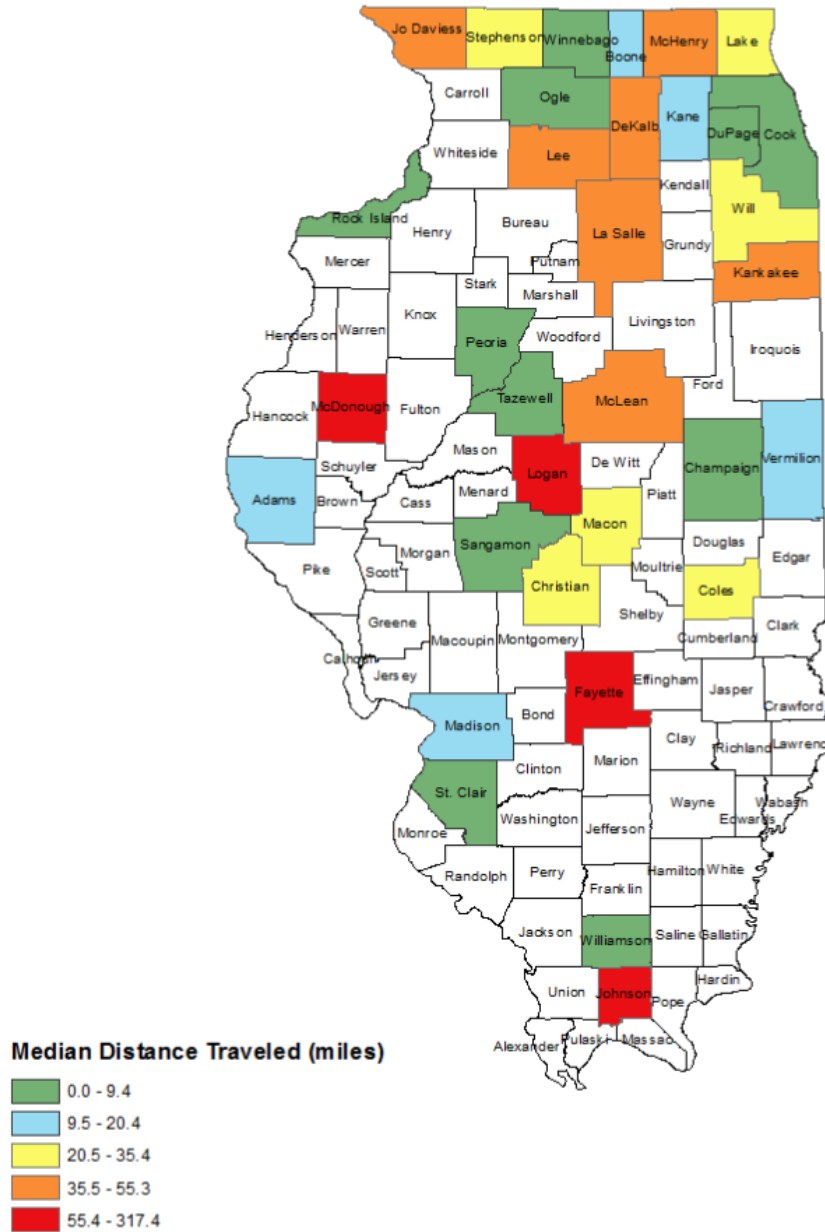 Jo Daviess
Stephenson
Winnebago
Boone
McHenry
Lake
Carroll
Ogle
DeKalb
Kane
DuPage
Cook
Whiteside
Lee
Kendall
Will
Rock Island
Henry
Bureau
La Salle
Grundy
Mercer
Putnam
Kankakee
Stark
Marshall
Knox
Livingston
Henderson
Warren
Peoria
Woodford
Iroquois
Ford
Hancock
McDonough
Fulton
Tazewell
McLean
Mason
Logan
De Witt
Champaign
Vermilion
Schuyler
Adams
Brown
Cass
Menard
Piatt
Macon
Sangamon
Douglas
Edgar
Morgan
Pike
Scott
Christian
Moultrie
Coles
Shelby
Greene
Macoupin
Montgomery
Cumberland
Clark
Calhoun
Jersey
Fayette
Effingham
Jasper
Crawford
Madison
Bond
Clay
Richland
Lawrenc
Clinton
Marion
St. Clair
Wayne
Wabash
Edwards
Monroe
Washington
Jefferson
Randolph
Perry
Hamilton
White
Franklin
Jackson
Williamson
Saline
Gallatin
Union
Johnson
Pope
Hardin
Alexander
Pulaski
Massac
Median Distance Traveled (miles)
0.0 - 9.4
9.5 - 20.4
20.5 - 35.4
35.5 - 55.3
55.4 - 317.4